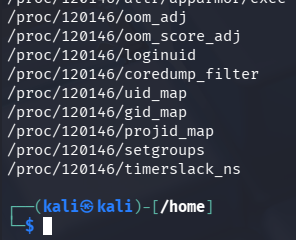 /proc/120146/attr/apparmor/exec
/proc/120146/oom_adj
/proc/120146/oom_score_adj
/proc/120146/loginuid
/proc/120146/coredump_filter
/proc/120146/uid_map
/proc/120146/gid_map
/proc/120146/projid_map
/proc/120146/setgroups
/proc/120146/timerslack_ns
┌──(kali㉿kali)-[/home]
└─$